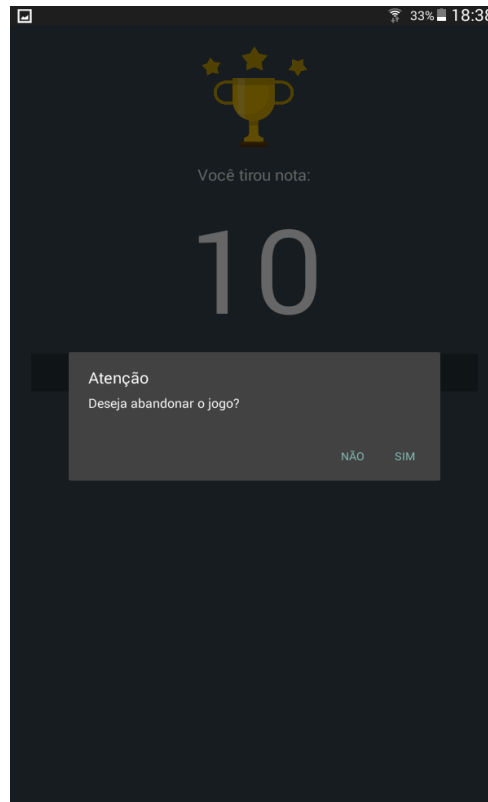 33% 18:38
Você tirou nota:
10
Atenção
Deseja abandonar o jogo?
NÃO SIM